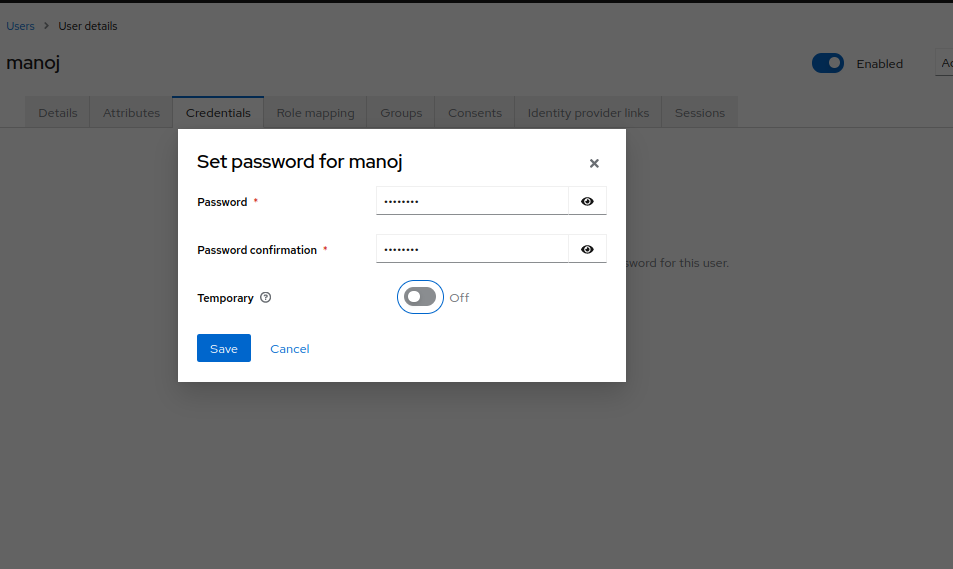 Users > User details
manoj
Enabled
Ac
Details Attributes Credentials Role mapping Groups Consents Identity provider links Sessions
Set password for manoj
Password *
Password confirmation *
sword for this user.
Temporary Off
Save Cancel